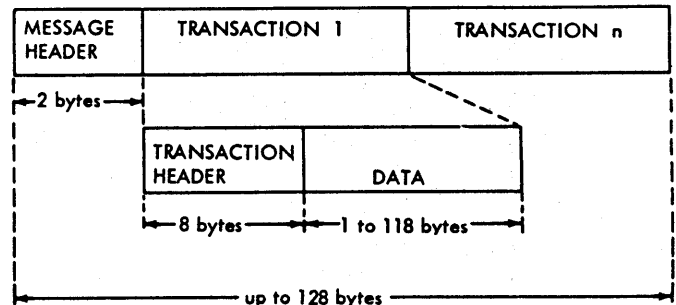 MESSAGE HEADER
TRANSACTION 1
TRANSACTION n
2 bytes
TRANSACTION HEADER
DATA
8 bytes
1 to 118 bytes
up to 128 bytes